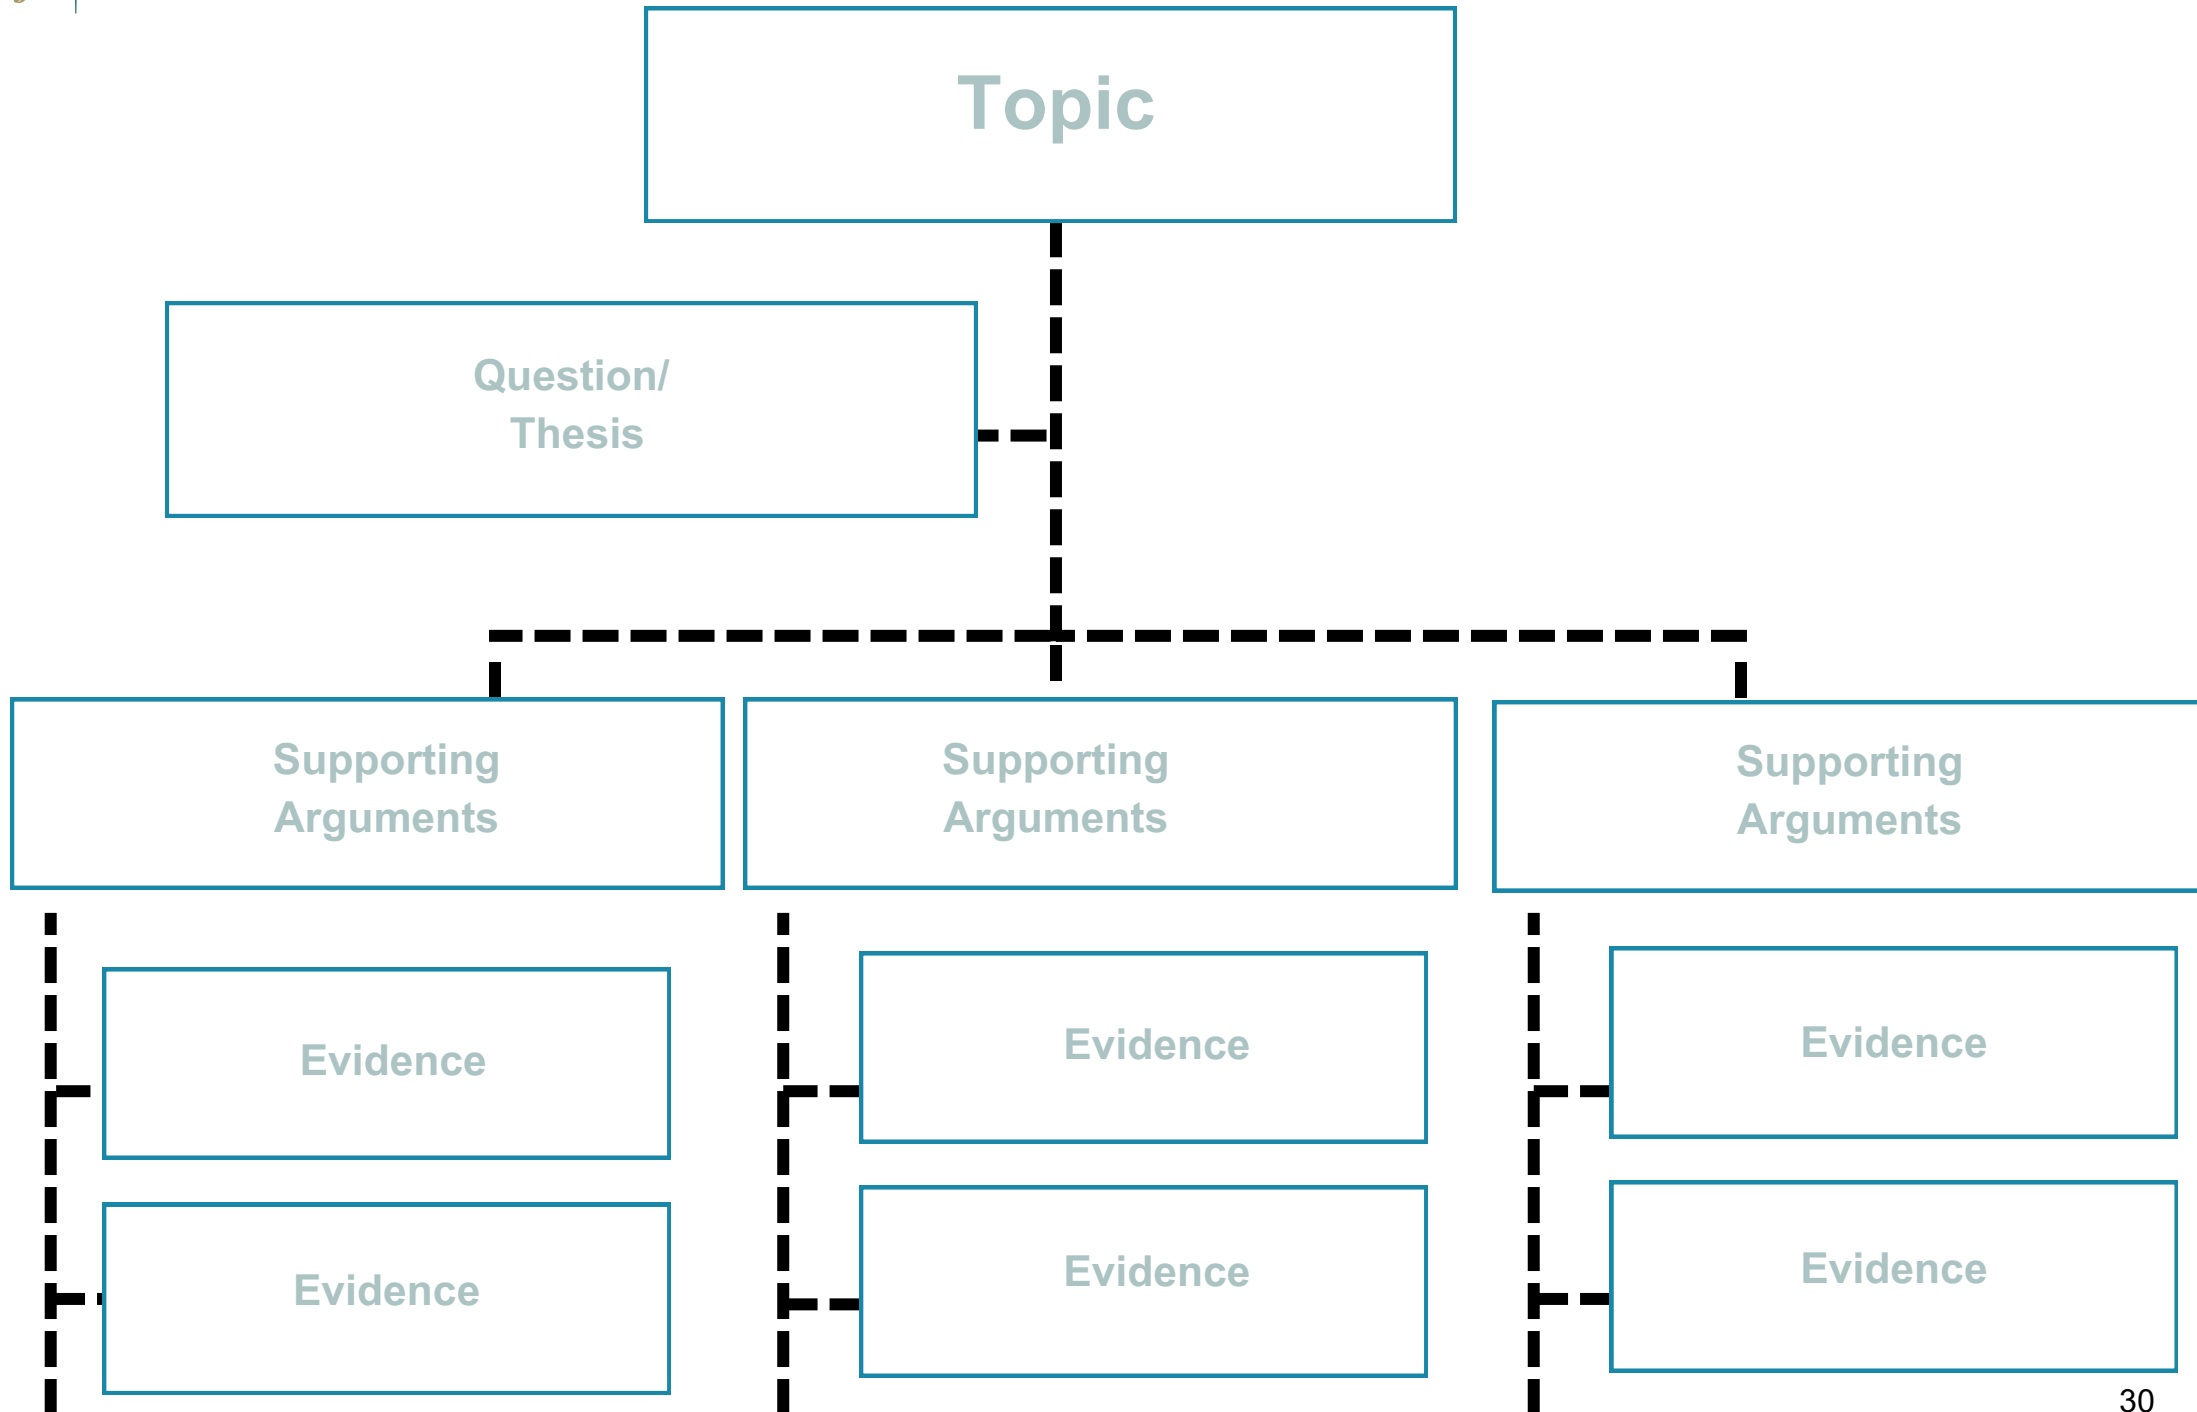 Topic
Question/
Thesis
Supporting
Arguments
Supporting
Arguments
Supporting
Arguments
Evidence
Evidence
Evidence
Evidence
Evidence
Evidence
30